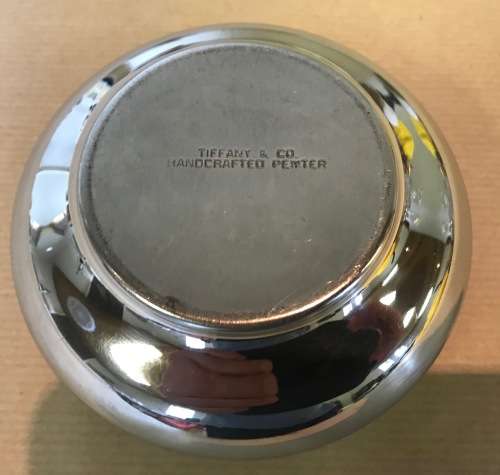 TIFFANY & CO.
HANDCRAFTED PEWTER